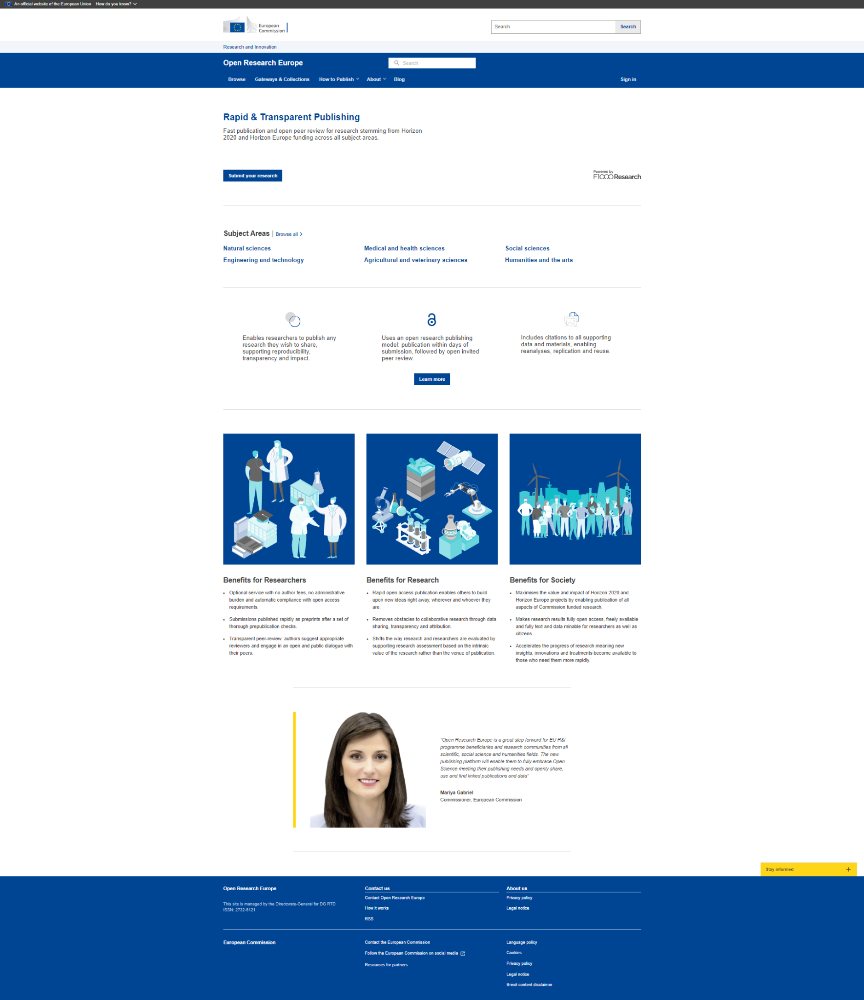 An official website of the European Union How do you know?
European
Commission
Search Search
Research and Innovation
Open Research Europe
Search
Browse Gateways & Collections How to Publish About Blog Sign in
Rapid & Transparent Publishing
Fast publication and open peer review for research stemming from Horizon
2020 and Horizon Europe funding across all subject areas.
Submit your research
Powered by
F1000Research
Subject Areas | Browse all
Natural sciences
Medical and health sciences
Social sciences
Engineering and technology
Agricultural and veterinary sciences
Humanities and the arts
Enables researchers to publish any
research they wish to share,
supporting reproducibility,
transparency and impact.
Uses an open research publishing
model: publication within days of
submission, followed by open invited
peer review.
Includes citations to all supporting
data and materials, enabling
reanalyses, replication and reuse.
Learn more
Benefits for Researchers
• Optional service with no author fees, no administrative
burden and automatic compliance with open access
requirements.
• Submissions published rapidly as preprints after a set of
thorough prepublication checks.
• Transparent peer-review: authors suggest appropriate
reviewers and engage in an open and public dialogue with
their peers.
Benefits for Research
• Rapid open access publication enables others to build
upon new ideas right away, wherever and whoever they
are.
• Removes obstacles to collaborative research through data
sharing, transparency and attribution.
• Shifts the way research and researchers are evaluated by
supporting research assessment based on the intrinsic
value of the research rather than the venue of publication.
Benefits for Society
• Maximises the value and impact of Horizon 2020 and
Horizon Europe projects by enabling publication of all
aspects of Commission funded research.
• Makes research results fully open access, freely available
and fully text and data minable for researchers as well as
citizens.
• Accelerates the progress of research meaning new
insights, innovations and treatments become available to
those who need them more rapidly.
“Open Research Europe is a great step forward for EU R&I
programme beneficiaries and research communities from all
scientific, social science and humanities fields. The new
publishing platform will enable them to fully embrace Open
Science meeting their publishing needs and openly share,
use and find linked publications and data”
Mariya Gabriel
Commissioner, European Commission
Stay informed +
Open Research Europe
This site is managed by the Directorate-General for DG RTD
ISSN: 2732-5121
Contact us
Contact Open Research Europe
How it works
RSS
About us
Privacy policy
Legal notice
European Commission
Contact the European Commission
Follow the European Commission on social media
Resources for partners
Language policy
Cookies
Privacy policy
Legal notice
Brexit content disclaimer